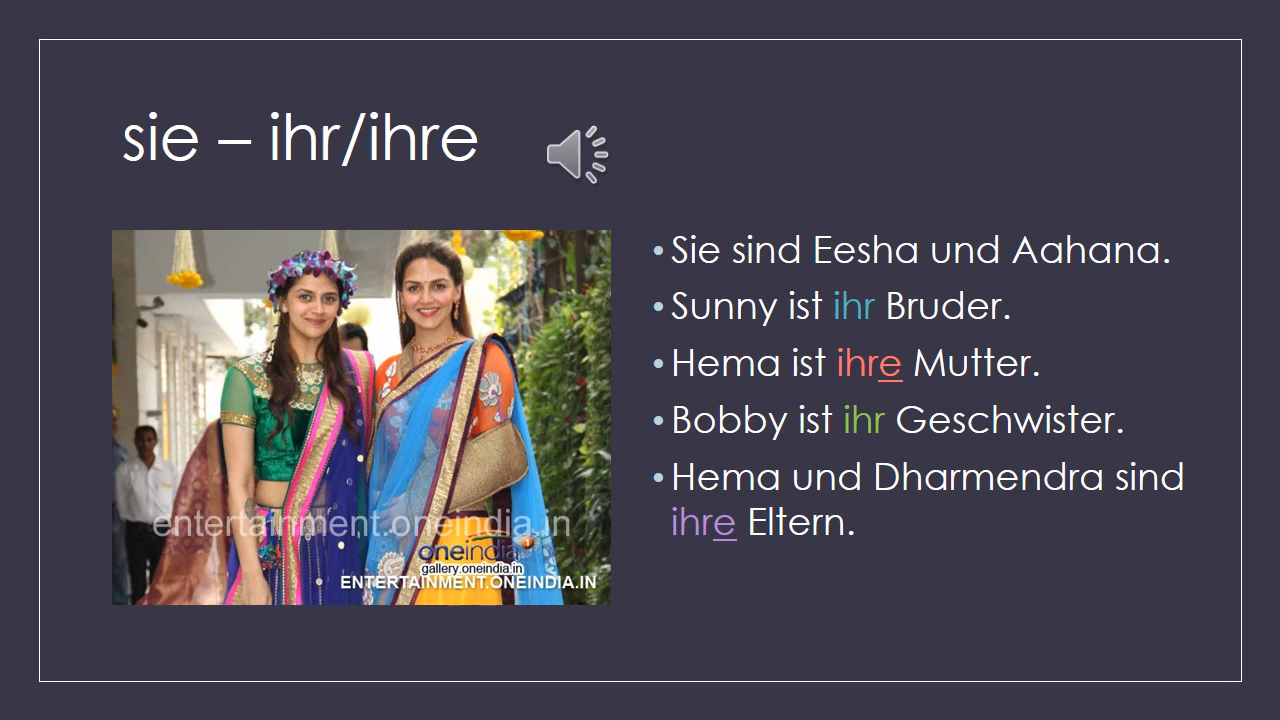 sie – ihr/ihre
• Sie sind Eesha und Aahana.
• Sunny ist ihr Bruder.
• Hema ist ihre Mutter.
• Bobby ist ihr Geschwister.
• Hema und Dharmendra sind
ihre Eltern.
entertainment.oneindia.in
oneindia
gallery.oneindia.in
ENTERTAINMENT.ONEINDIA.IN